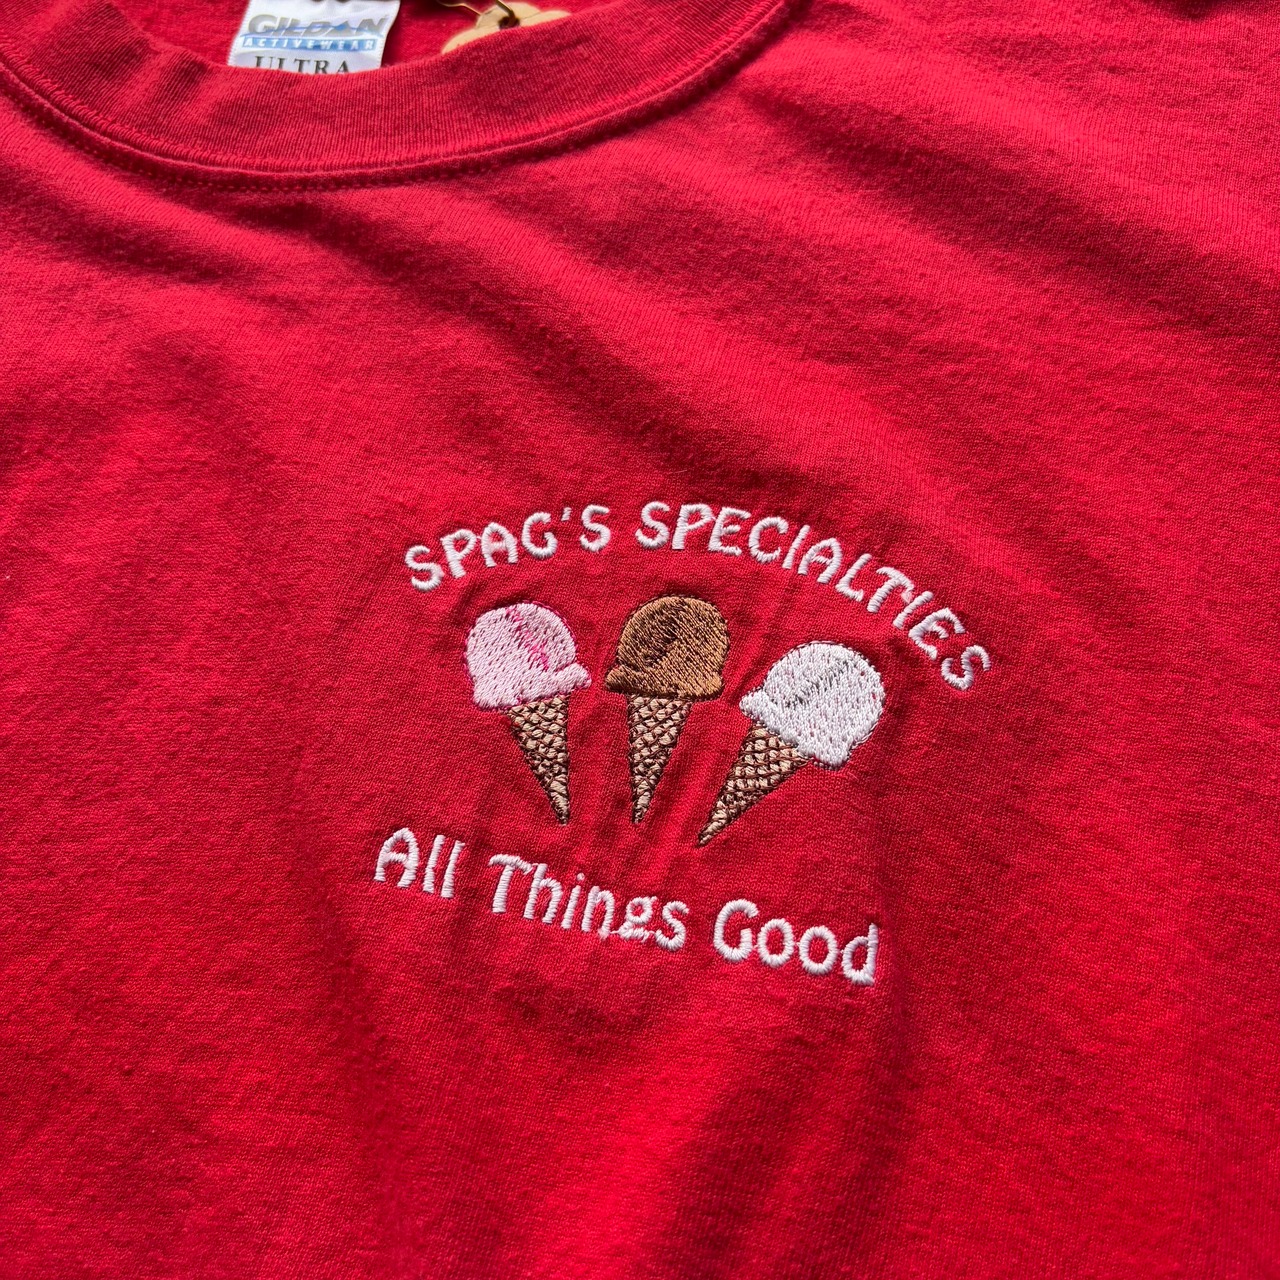 GILDAN
ACTIVEWEAR
ULTRA
SPAG'S SPECIALTIES
All Things Good